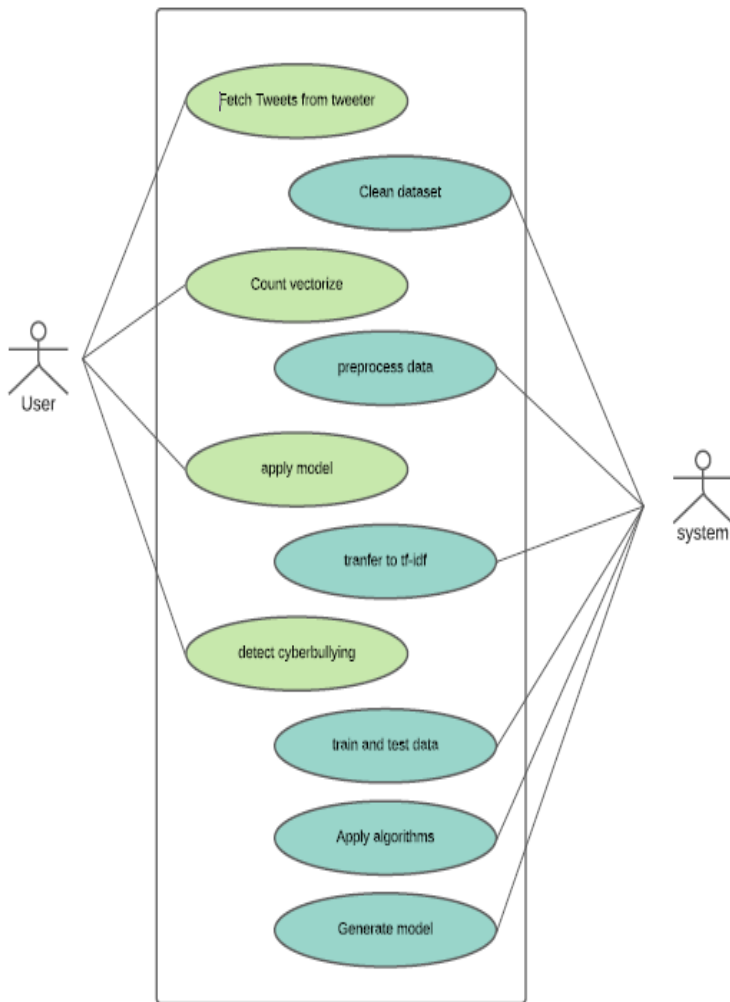 Fetch Tweets from tweeter
Clean dataset
Count vectorize
preprocess data
User
apply model
system
tranfer to tf-idf
detect cyberbullying
train and test data
Apply algorithms
Generate model